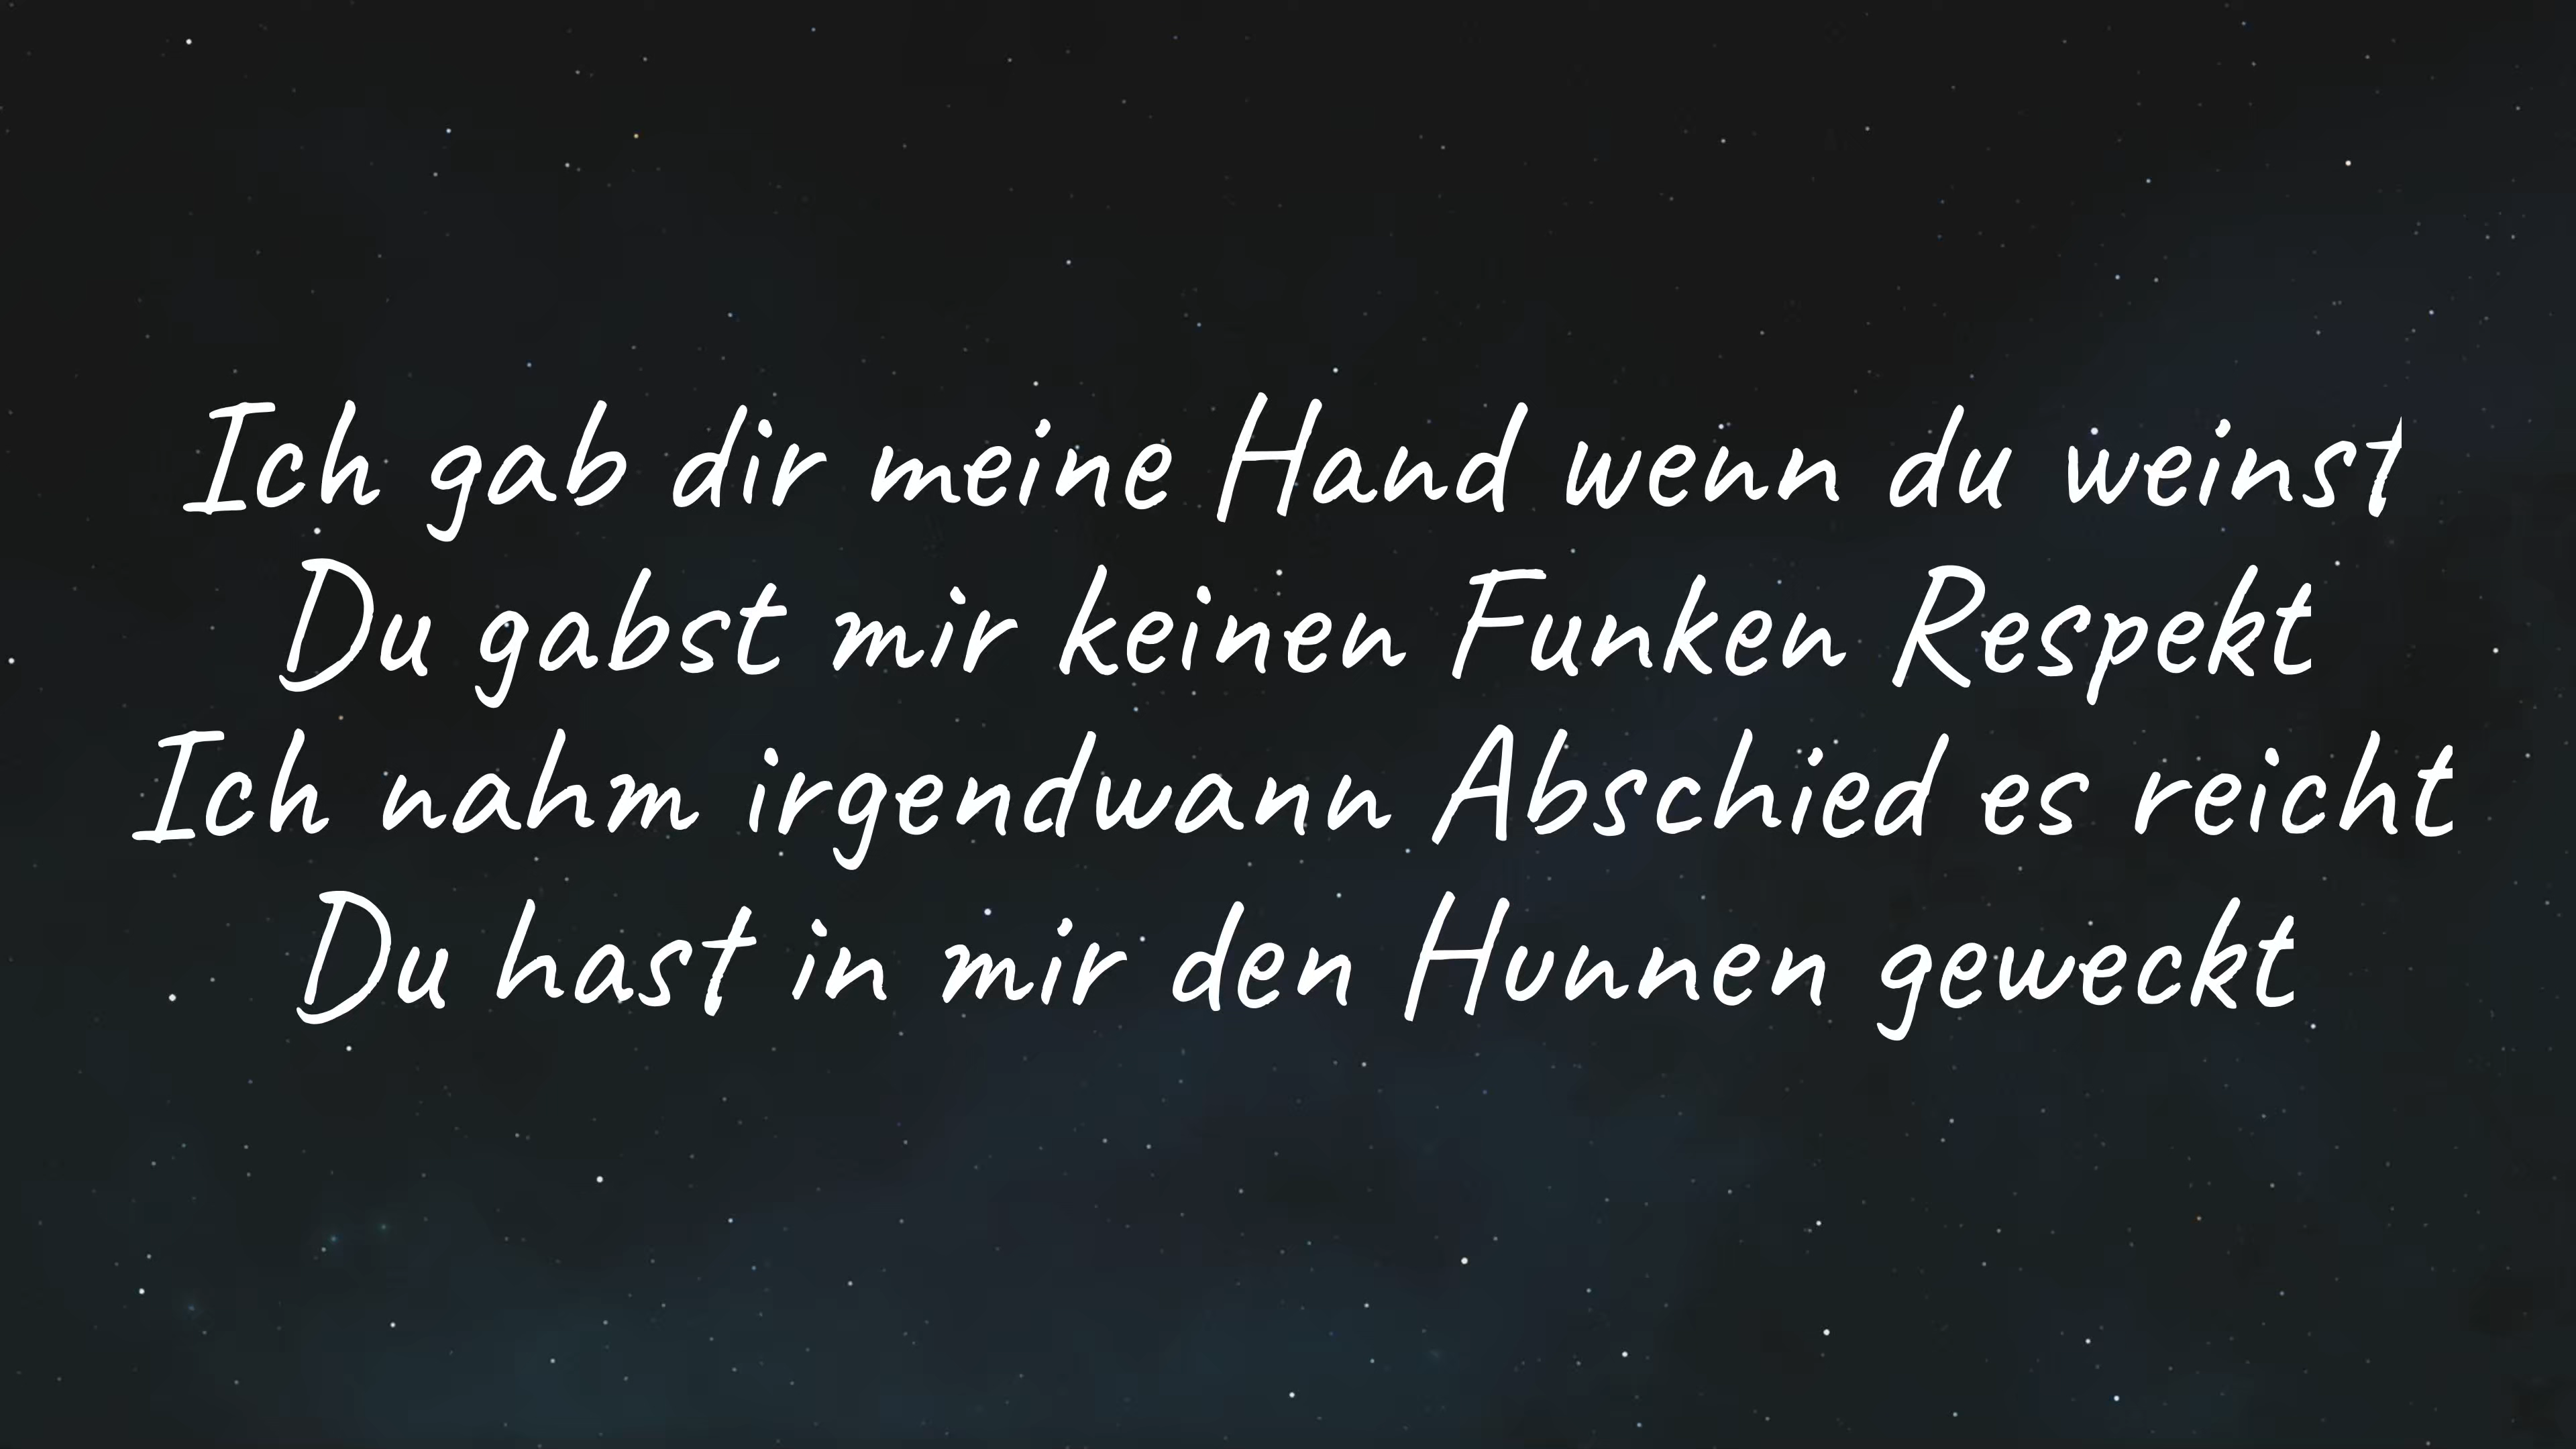 Ich gab dir meine Hand wenn du weinst
Du gabst mir keinen Funken Respekt
Ich nahm irgendwann Abschied es reicht
Du hast in mir den Hunnen geweckt